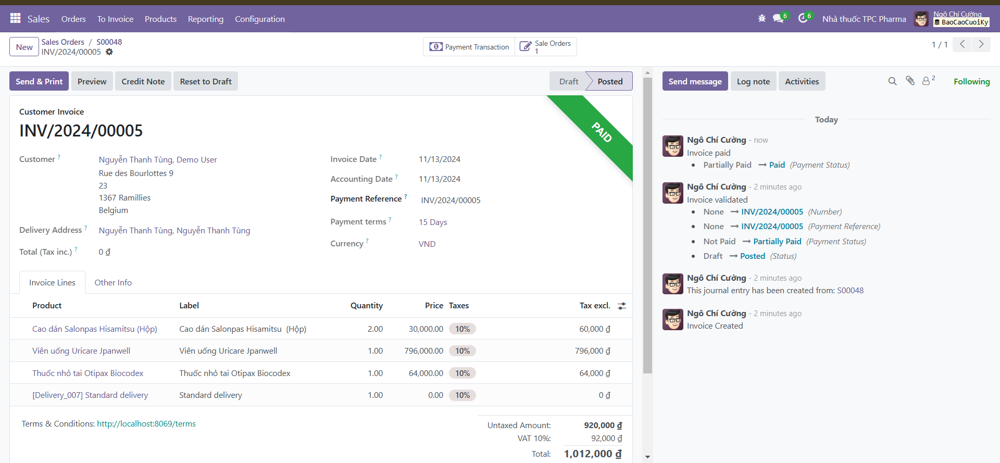 Sales Orders To Invoice Products Reporting Configuration 6 6 Nhà thuốc TPC Pharma Ngô Chí Cường
BaoCaoCuoiKy
New Sales Orders / S00048
INV/2024/00005
Payment Transaction Sale Orders
1
1 / 1
Send & Print Preview Credit Note Reset to Draft Draft Posted
Customer Invoice
INV/2024/00005
PAID
Customer ? Nguyễn Thanh Tùng, Demo User
Rue des Bourlottes 9
23
1367 Ramillies
Belgium
Delivery Address ? Nguyễn Thanh Tùng, Nguyễn Thanh Tùng
Total (Tax inc.) ? 0 ₫
Invoice Date ? 11/13/2024
Accounting Date ? 11/13/2024
Payment Reference ? INV/2024/00005
Payment terms ? 15 Days
Currency ? VND
Invoice Lines Other Info
Product Label Quantity Price Taxes Tax excl.
Cao dán Salonpas Hisamitsu (Hộp) Cao dán Salonpas Hisamitsu (Hộp) 2.00 30,000.00 10% 60,000 ₫
Viên uống Uricare Jpanwell Viên uống Uricare Jpanwell 1.00 796,000.00 10% 796,000 ₫
Thuốc nhỏ tai Otipax Biocodex Thuốc nhỏ tai Otipax Biocodex 1.00 64,000.00 10% 64,000 ₫
[Delivery_007] Standard delivery Standard delivery 1.00 0.00 10% 0 ₫
Terms & Conditions: http://localhost:8069/terms
Untaxed Amount: 920,000 ₫
VAT 10%: 92,000 ₫
Total: 1,012,000 ₫
Send message Log note Activities 2 Following
Today
Ngô Chí Cường - now
Invoice paid
• Partially Paid → Paid (Payment Status)
Ngô Chí Cường - 2 minutes ago
Invoice validated
• None → INV/2024/00005 (Number)
• None → INV/2024/00005 (Payment Reference)
• Not Paid → Partially Paid (Payment Status)
• Draft → Posted (Status)
Ngô Chí Cường - 2 minutes ago
This journal entry has been created from: S00048
Ngô Chí Cường - 2 minutes ago
Invoice Created